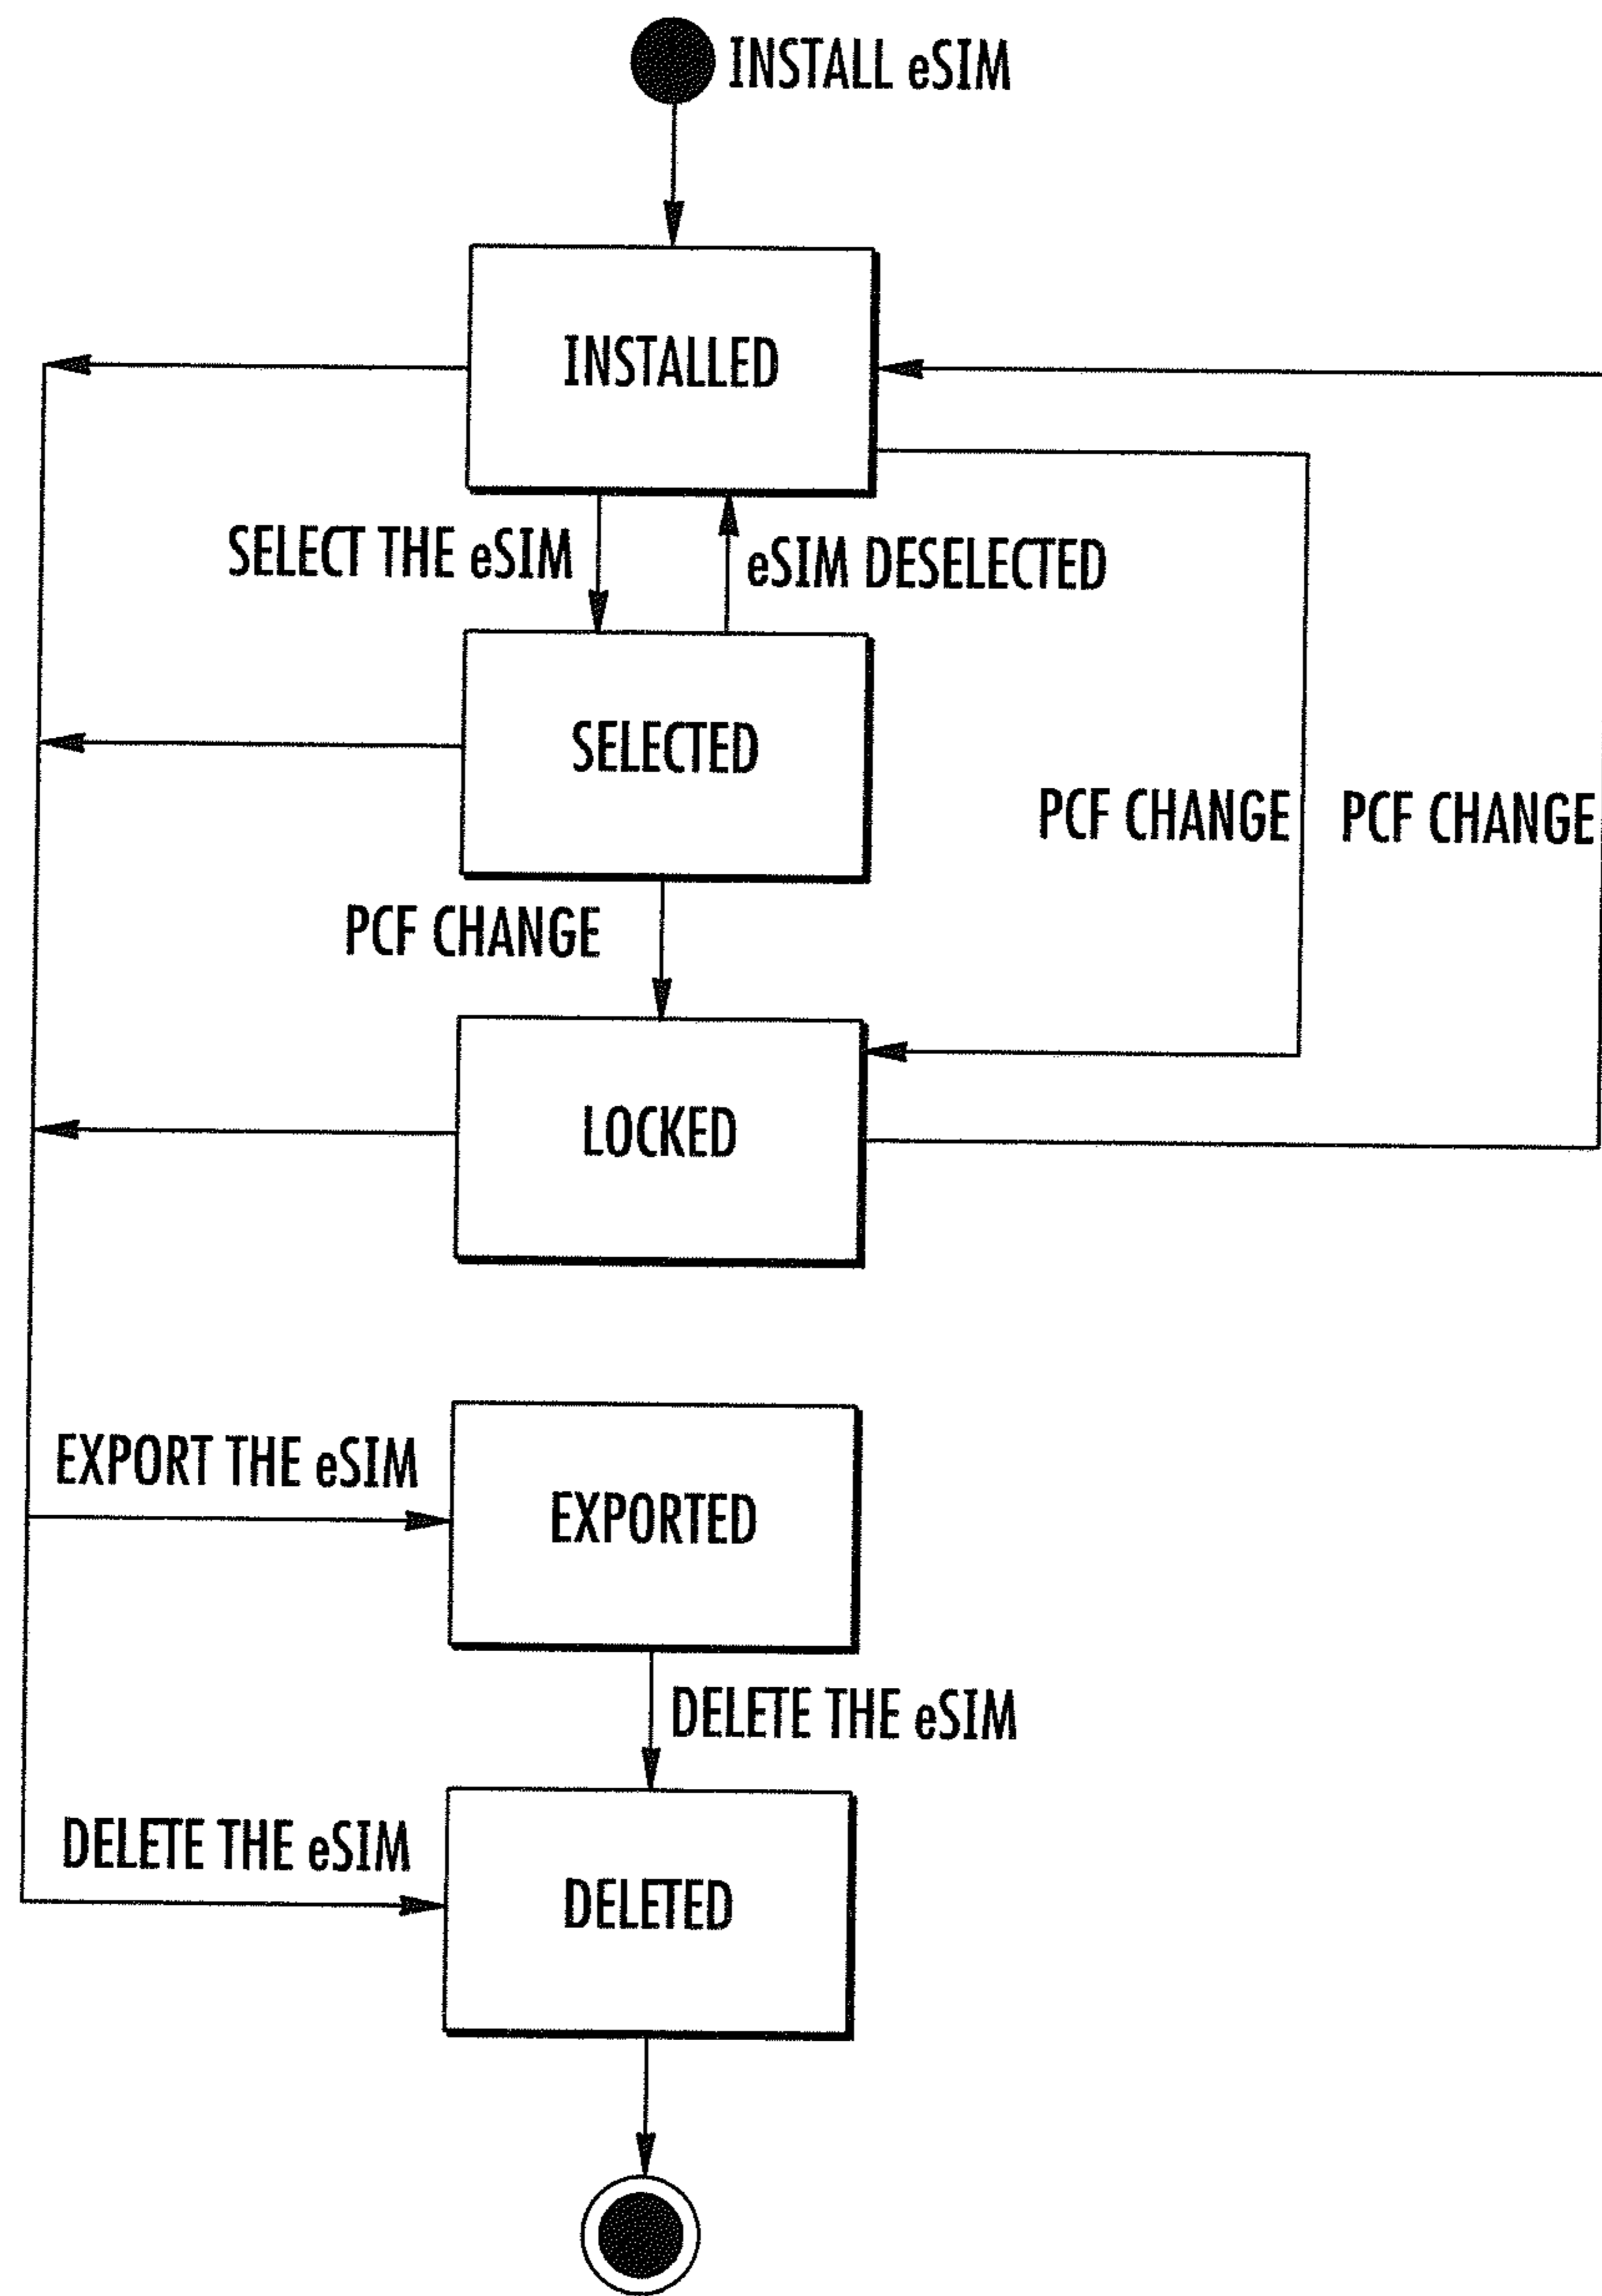 INSTALL eSIM
INSTALLED
SELECT THE eSIM
eSIM DESELECTED
SELECTED
PCF CHANGE
PCF CHANGE
PCF CHANGE
LOCKED
EXPORT THE eSIM
EXPORTED
DELETE THE eSIM
DELETE THE eSIM
DELETED